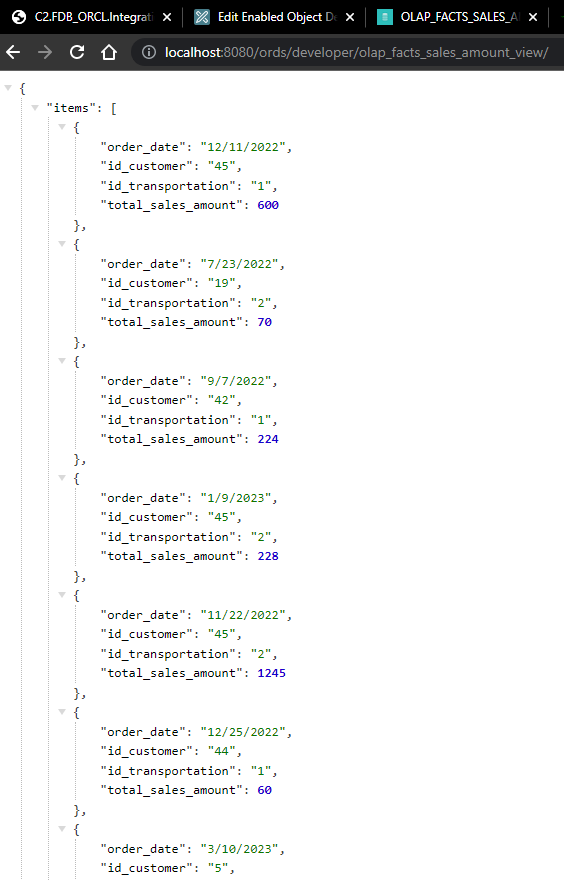 C2.FDB_ORCL.Integrati
Edit Enabled Object De
OLAP_FACTS_SALES_A
localhost:8080/ords/developer/olap_facts_sales_amount_view/
{
"items": [
{
"order_date": "12/11/2022",
"id_customer": "45",
"id_transportation": "1",
"total_sales_amount": 600
},
{
"order_date": "7/23/2022",
"id_customer": "19",
"id_transportation": "2",
"total_sales_amount": 70
},
{
"order_date": "9/7/2022",
"id_customer": "42",
"id_transportation": "1",
"total_sales_amount": 224
},
{
"order_date": "1/9/2023",
"id_customer": "45",
"id_transportation": "2",
"total_sales_amount": 228
},
{
"order_date": "11/22/2022",
"id_customer": "45",
"id_transportation": "2",
"total_sales_amount": 1245
},
{
"order_date": "12/25/2022",
"id_customer": "44",
"id_transportation": "1",
"total_sales_amount": 60
},
{
"order_date": "3/10/2023",
"id_customer": "5",